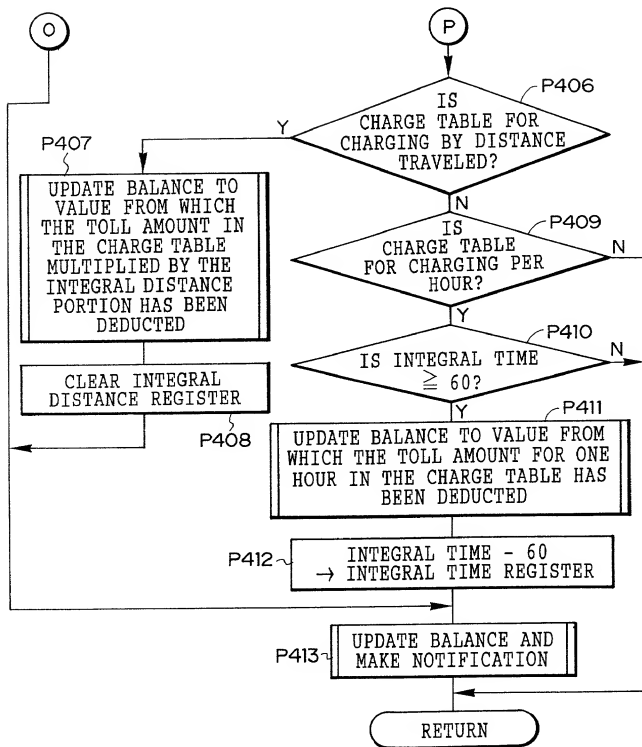 O
P
P406
IS
CHARGE TABLE FOR
CHARGING BY DISTANCE
TRAVELED?
Y
N
P407
UPDATE BALANCE TO
VALUE FROM WHICH
THE TOLL AMOUNT IN
THE CHARGE TABLE
MULTIPLIED BY THE
INTEGRAL DISTANCE
PORTION HAS BEEN
DEDUCTED
CLEAR INTEGRAL
DISTANCE REGISTER
P408
P409
IS
CHARGE TABLE
FOR CHARGING PER
HOUR?
N
Y
P410
IS INTEGRAL TIME
≧ 60?
N
Y
P411
UPDATE BALANCE TO VALUE FROM
WHICH THE TOLL AMOUNT FOR ONE
HOUR IN THE CHARGE TABLE HAS
BEEN DEDUCTED
P412
INTEGRAL TIME - 60
→ INTEGRAL TIME REGISTER
P413
UPDATE BALANCE AND
MAKE NOTIFICATION
RETURN